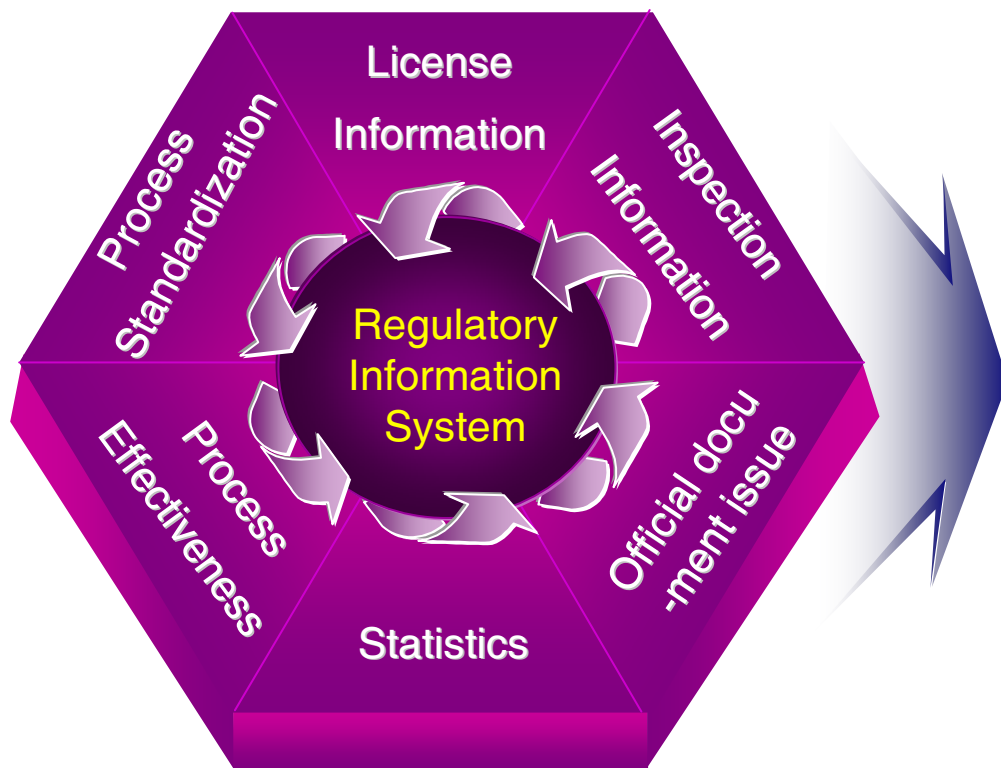 License
Information
Inspection
Information
Official docu
-ment issue
Statistics
Process
Effectiveness
Process
Standardization
Regulatory
Information
System